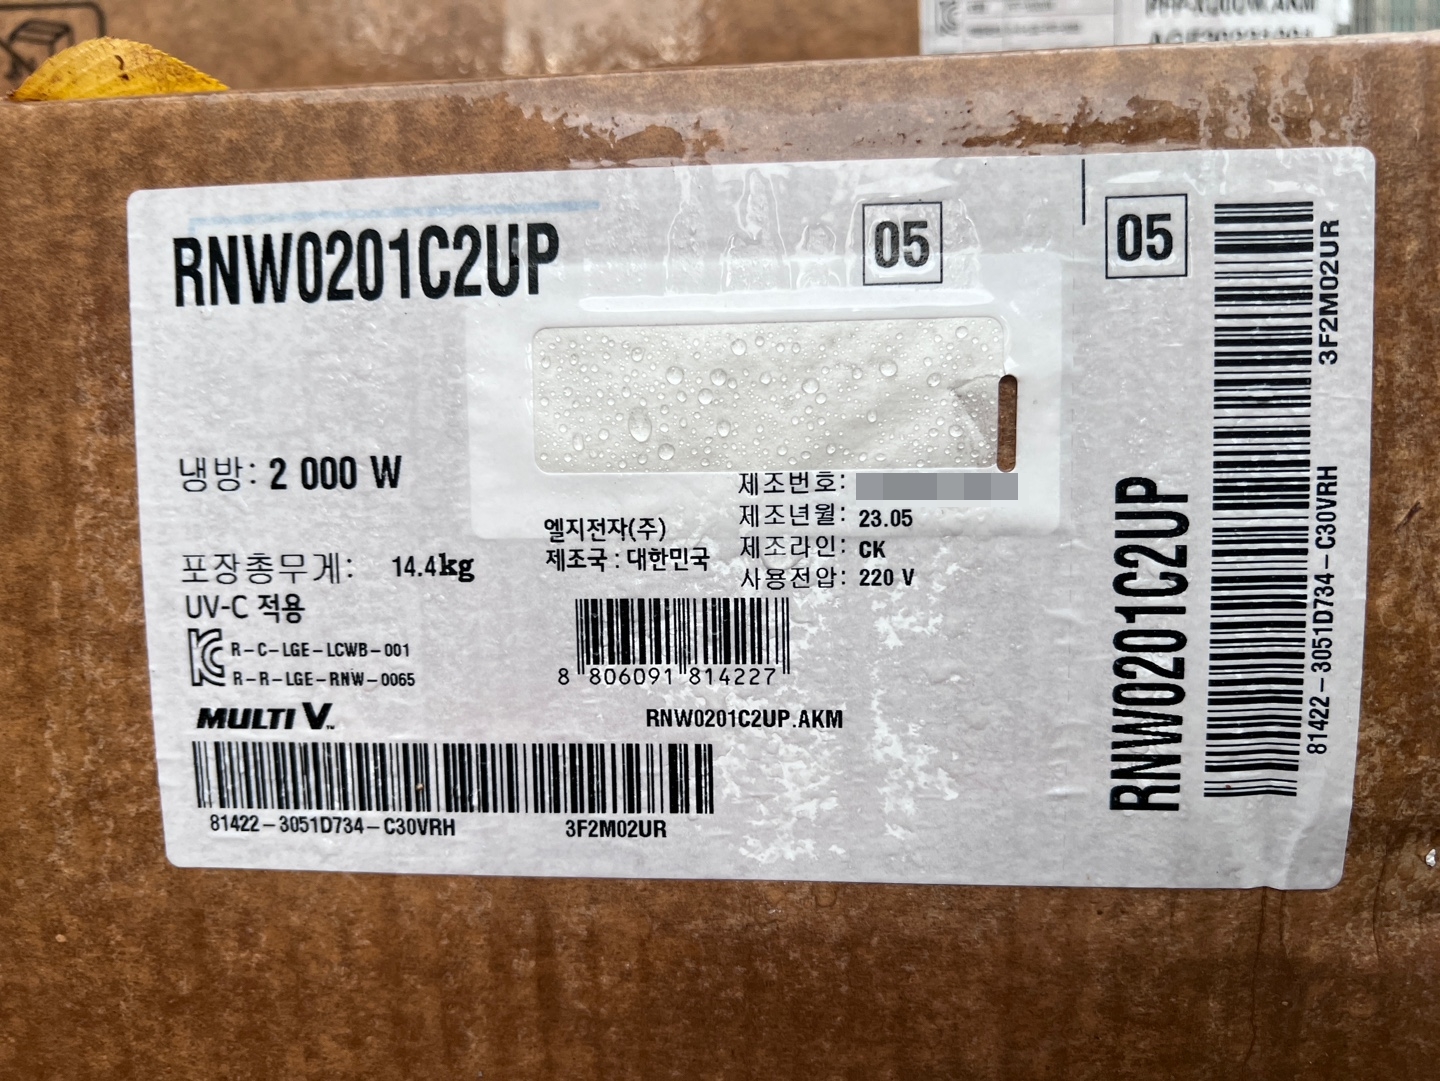 RNW0201C2UP
05
냉방: 2 000 W
포장총무게: 14.4kg
UV-C 적용
R-C-LGE-LCWB-001
R-R-LGE-RNW-0065
MULTI V™
81422-3051D734-C30VRH 3F2M02UR
엘지전자(주)
제조국 : 대한민국
제조번호:
제조년월: 23.05
제조라인: CK
사용전압: 220 V
8 806091 814227
RNW0201C2UP.AKM
05
RNW0201C2UP
81422-3051D734-C30VRH 3F2M02UR